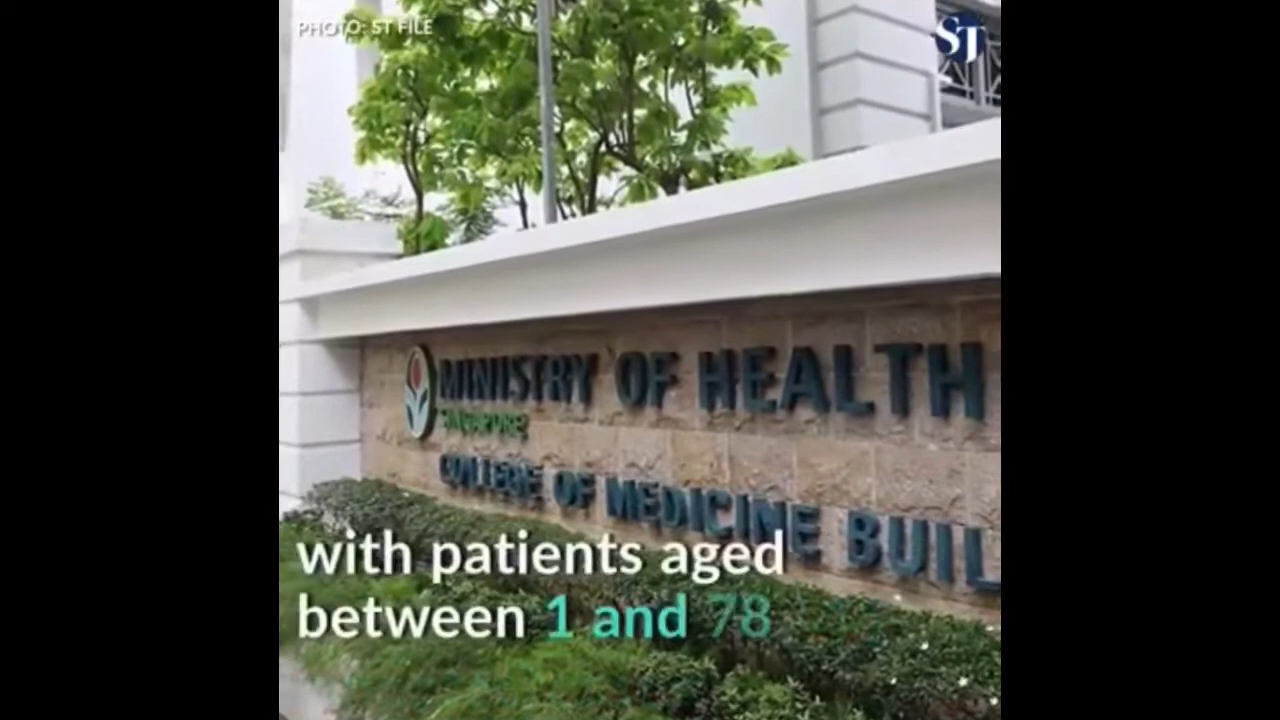 PHOTO: ST FILE
ST
MINISTRY OF HEALTH
SINGAPORE
COLLEGE OF MEDICINE BUIL
with patients aged
between 1 and 78